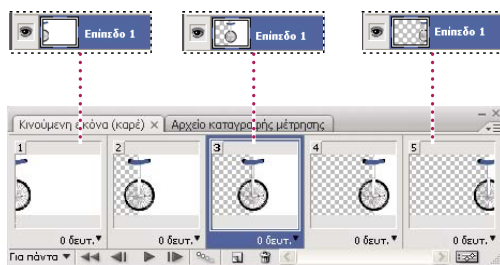 Επίπεδο 1
Επίπεδο 1
Επίπεδο 1
Κινούμενη εικόνα (καρέ) × Αρχείο καταγραφής μέτρησης
1 2 3 4 5
0 δευτ. 0 δευτ. 0 δευτ. 0 δευτ. 0 δευτ.
Για πάντα